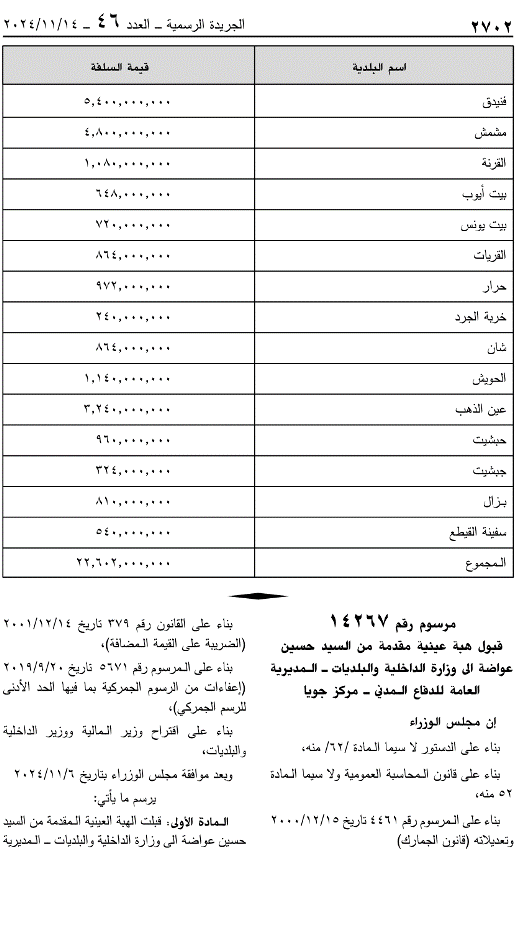 ٢٧٠٢ الجريدة الرسمية ــ العدد ٤٦ ــ ٢٠٢٤/١١/١٤
اسم البلدية قيمة السلفة
فنيدق ٥,٤٠٠,٠٠٠,٠٠٠
مشمش ٤,٨٠٠,٠٠٠,٠٠٠
القرنة ١,٠٨٠,٠٠٠,٠٠٠
بيت أيوب ٦٤٨,٠٠٠,٠٠٠
بيت يونس ٧٢٠,٠٠٠,٠٠٠
القريات ٨٦٤,٠٠٠,٠٠٠
حرار ٩٧٢,٠٠٠,٠٠٠
خربة الجرد ٢٤٠,٠٠٠,٠٠٠
شان ٨٦٤,٠٠٠,٠٠٠
الحويش ١,١٤٠,٠٠٠,٠٠٠
عين الذهب ٣,٢٤٠,٠٠٠,٠٠٠
حبشيت ٩٦٠,٠٠٠,٠٠٠
جبشيت ٣٢٤,٠٠٠,٠٠٠
بزال ٨١٠,٠٠٠,٠٠٠
سفينة القيطع ٥٤٠,٠٠٠,٠٠٠
المجموع ٢٢,٦٠٢,٠٠٠,٠٠٠
مرسوم رقم ١٤٢٦٧
قبول هبة عينية مقدمة من السيد حسين
عواضة الى وزارة الداخلية والبلديات ــ المديرية
العامة للدفاع المدني ــ مركز جويا
إن مجلس الوزراء
بناء على الدستور لا سيما المادة /٦٢/ منه،
بناء على قانون المحاسبة العمومية ولا سيما المادة
٥٢ منه،
بناء على المرسوم رقم ٤٤٦١ تاريخ ٢٠٠٠/١٢/١٥
وتعديلاته (قانون الجمارك)
بناء على القانون رقم ٣٧٩ تاريخ ٢٠٠١/١٢/١٤
(الضريبة على القيمة المضافة)،
بناء على المرسوم رقم ٥٦٧١ تاريخ ٢٠١٩/٩/٢٠
(إعفاءات من الرسوم الجمركية بما فيها الحد الأدنى
للرسم الجمركي)،
بناء على اقتراح وزير المالية ووزير الداخلية
والبلديات،
وبعد موافقة مجلس الوزراء بتاريخ ٢٠٢٤/١١/٦
يرسم ما يأتي:
المادة الأولى: قبلت الهبة العينية المقدمة من السيد
حسين عواضة الى وزارة الداخلية والبلديات ــ المديرية